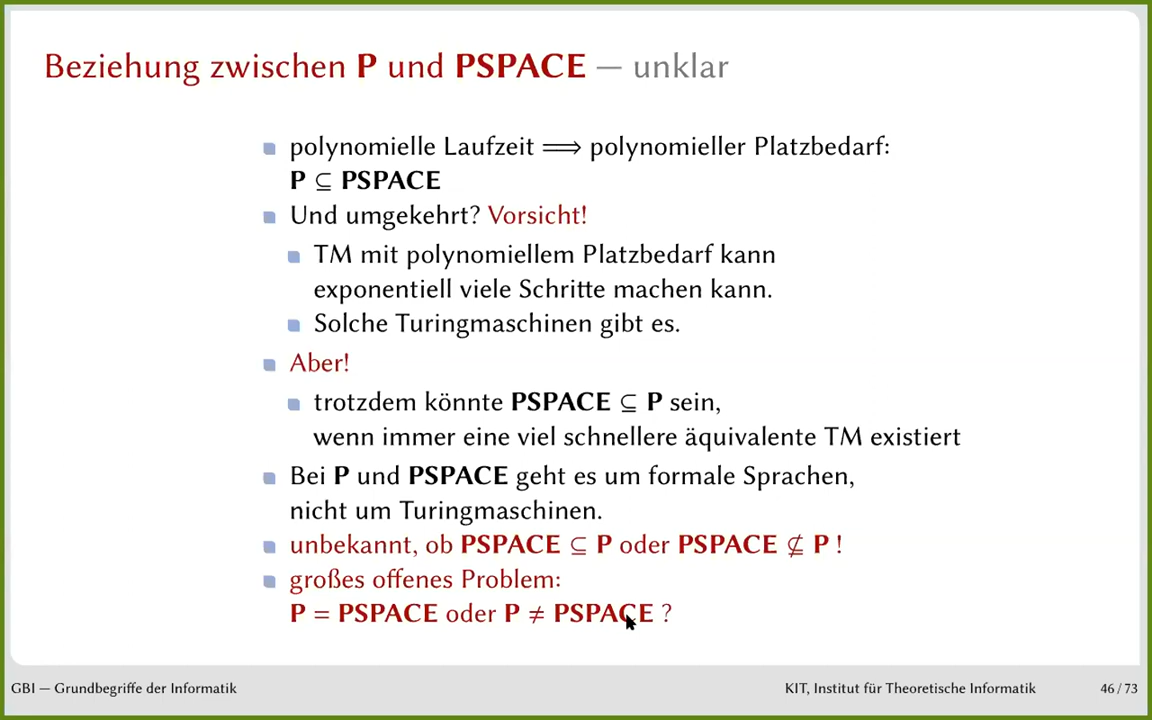 Beziehung zwischen P und PSPACE — unklar
polynomielle Laufzeit ⟹ polynomieller Platzbedarf:
P ⊆ PSPACE
Und umgekehrt? Vorsicht!
TM mit polynomiellem Platzbedarf kann
exponentiell viele Schritte machen kann.
Solche Turingmaschinen gibt es.
Aber!
trotzdem könnte PSPACE ⊆ P sein,
wenn immer eine viel schnellere äquivalente TM existiert
Bei P und PSPACE geht es um formale Sprachen,
nicht um Turingmaschinen.
unbekannt, ob PSPACE ⊆ P oder PSPACE ⊈ P !
großes offenes Problem:
P = PSPACE oder P ≠ PSPACE ?
GBI — Grundbegriffe der Informatik
KIT, Institut für Theoretische Informatik
46 / 73